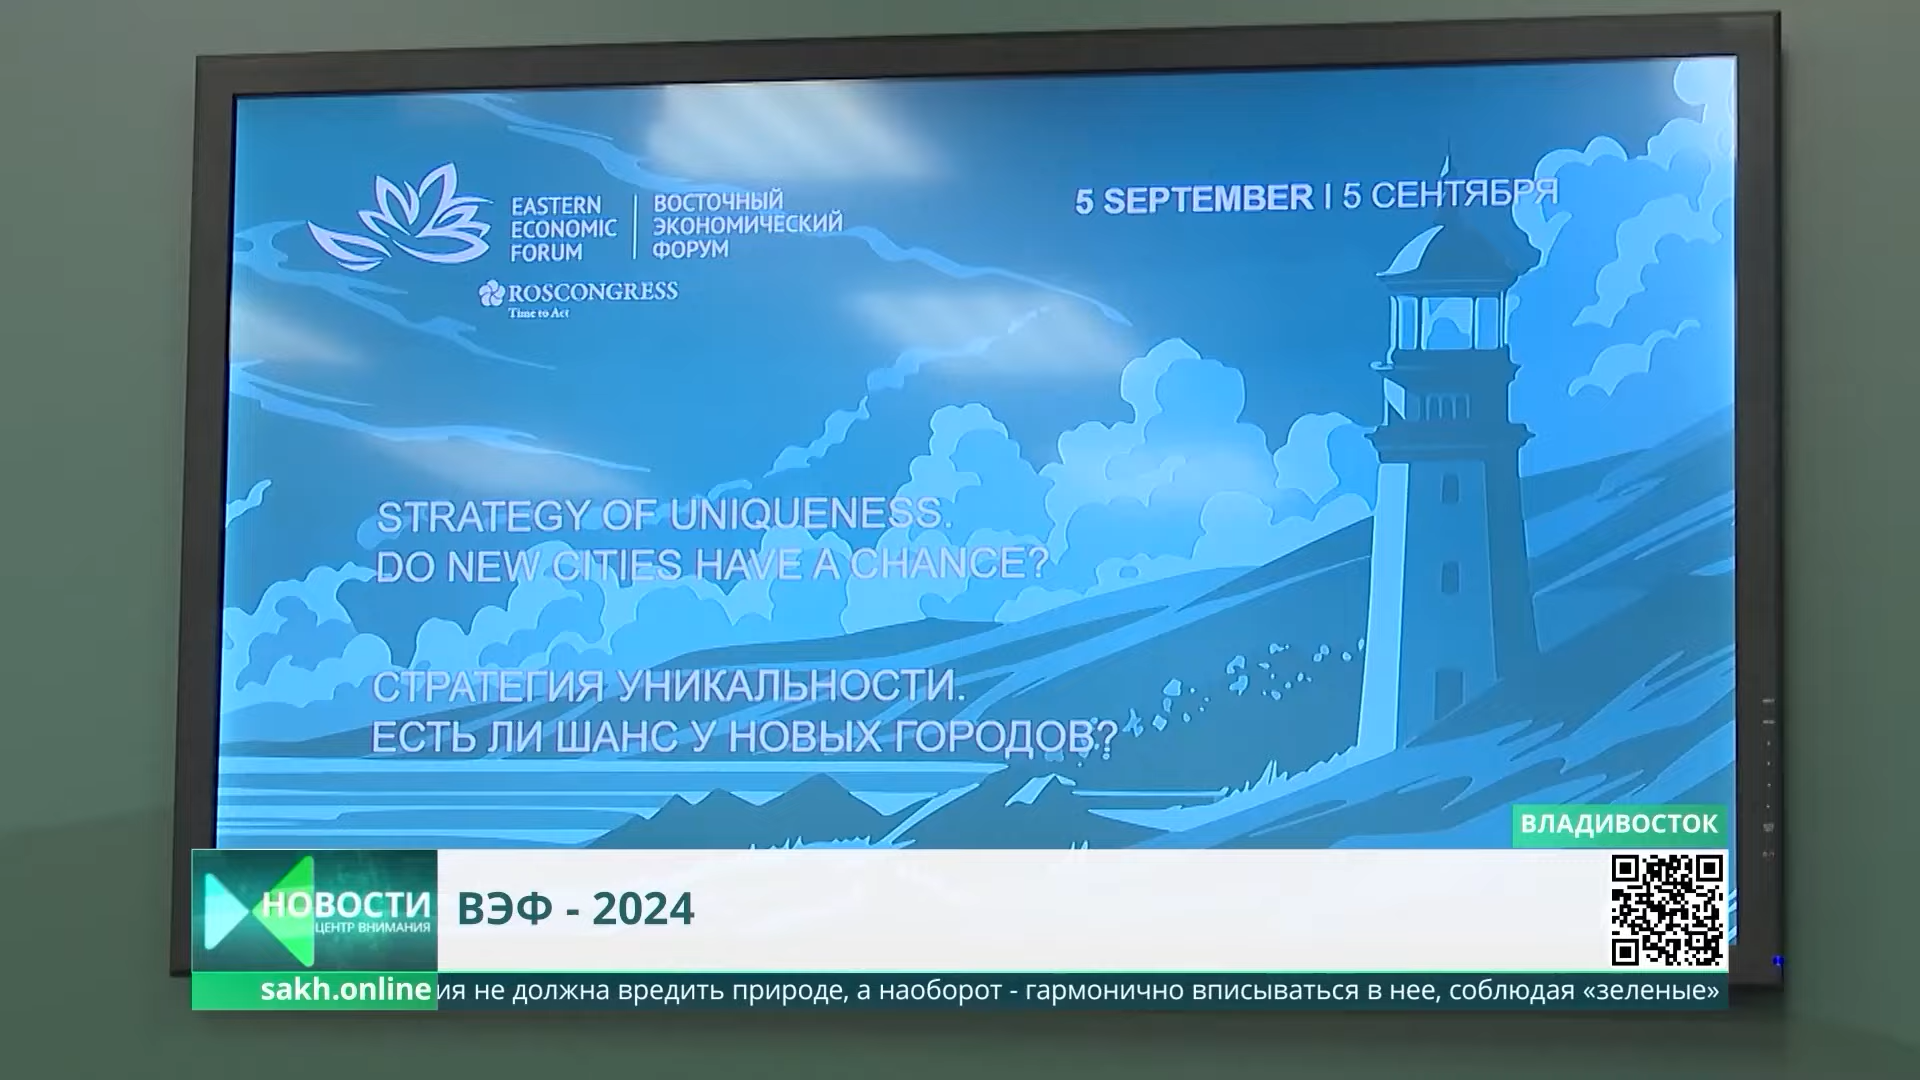 EASTERN
ECONOMIC
FORUM
ВОСТОЧНЫЙ
ЭКОНОМИЧЕСКИЙ
ФОРУМ
ROSCONGRESS
Time to Act
5 SEPTEMBER | 5 СЕНТЯБРЯ
STRATEGY OF UNIQUENESS.
DO NEW CITIES HAVE A CHANCE?
СТРАТЕГИЯ УНИКАЛЬНОСТИ.
ЕСТЬ ЛИ ШАНС У НОВЫХ ГОРОДОВ?
ВЛАДИВОСТОК
НОВОСТИ
ЦЕНТР ВНИМАНИЯ
ВЭФ - 2024
sakh.online
ия не должна вредить природе, а наоборот - гармонично вписываться в нее, соблюдая «зеленые»